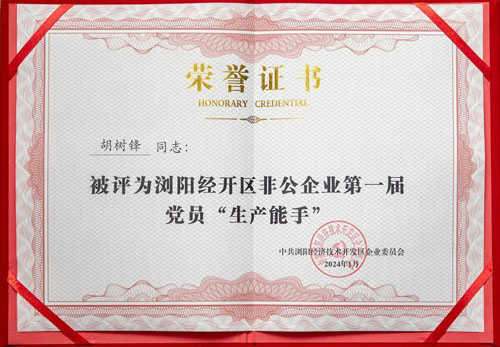 荣誉证书
HONORARY CREDENTIAL
胡树锋 同志：
被评为浏阳经开区非公企业第一届
党员“生产能手”
中共浏阳经济技术开发区企业委员会
2024年1月